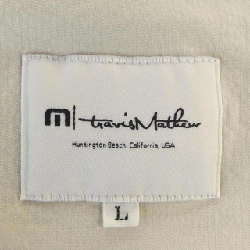 m | travisMathew
Huntington Beach, California, USA
L